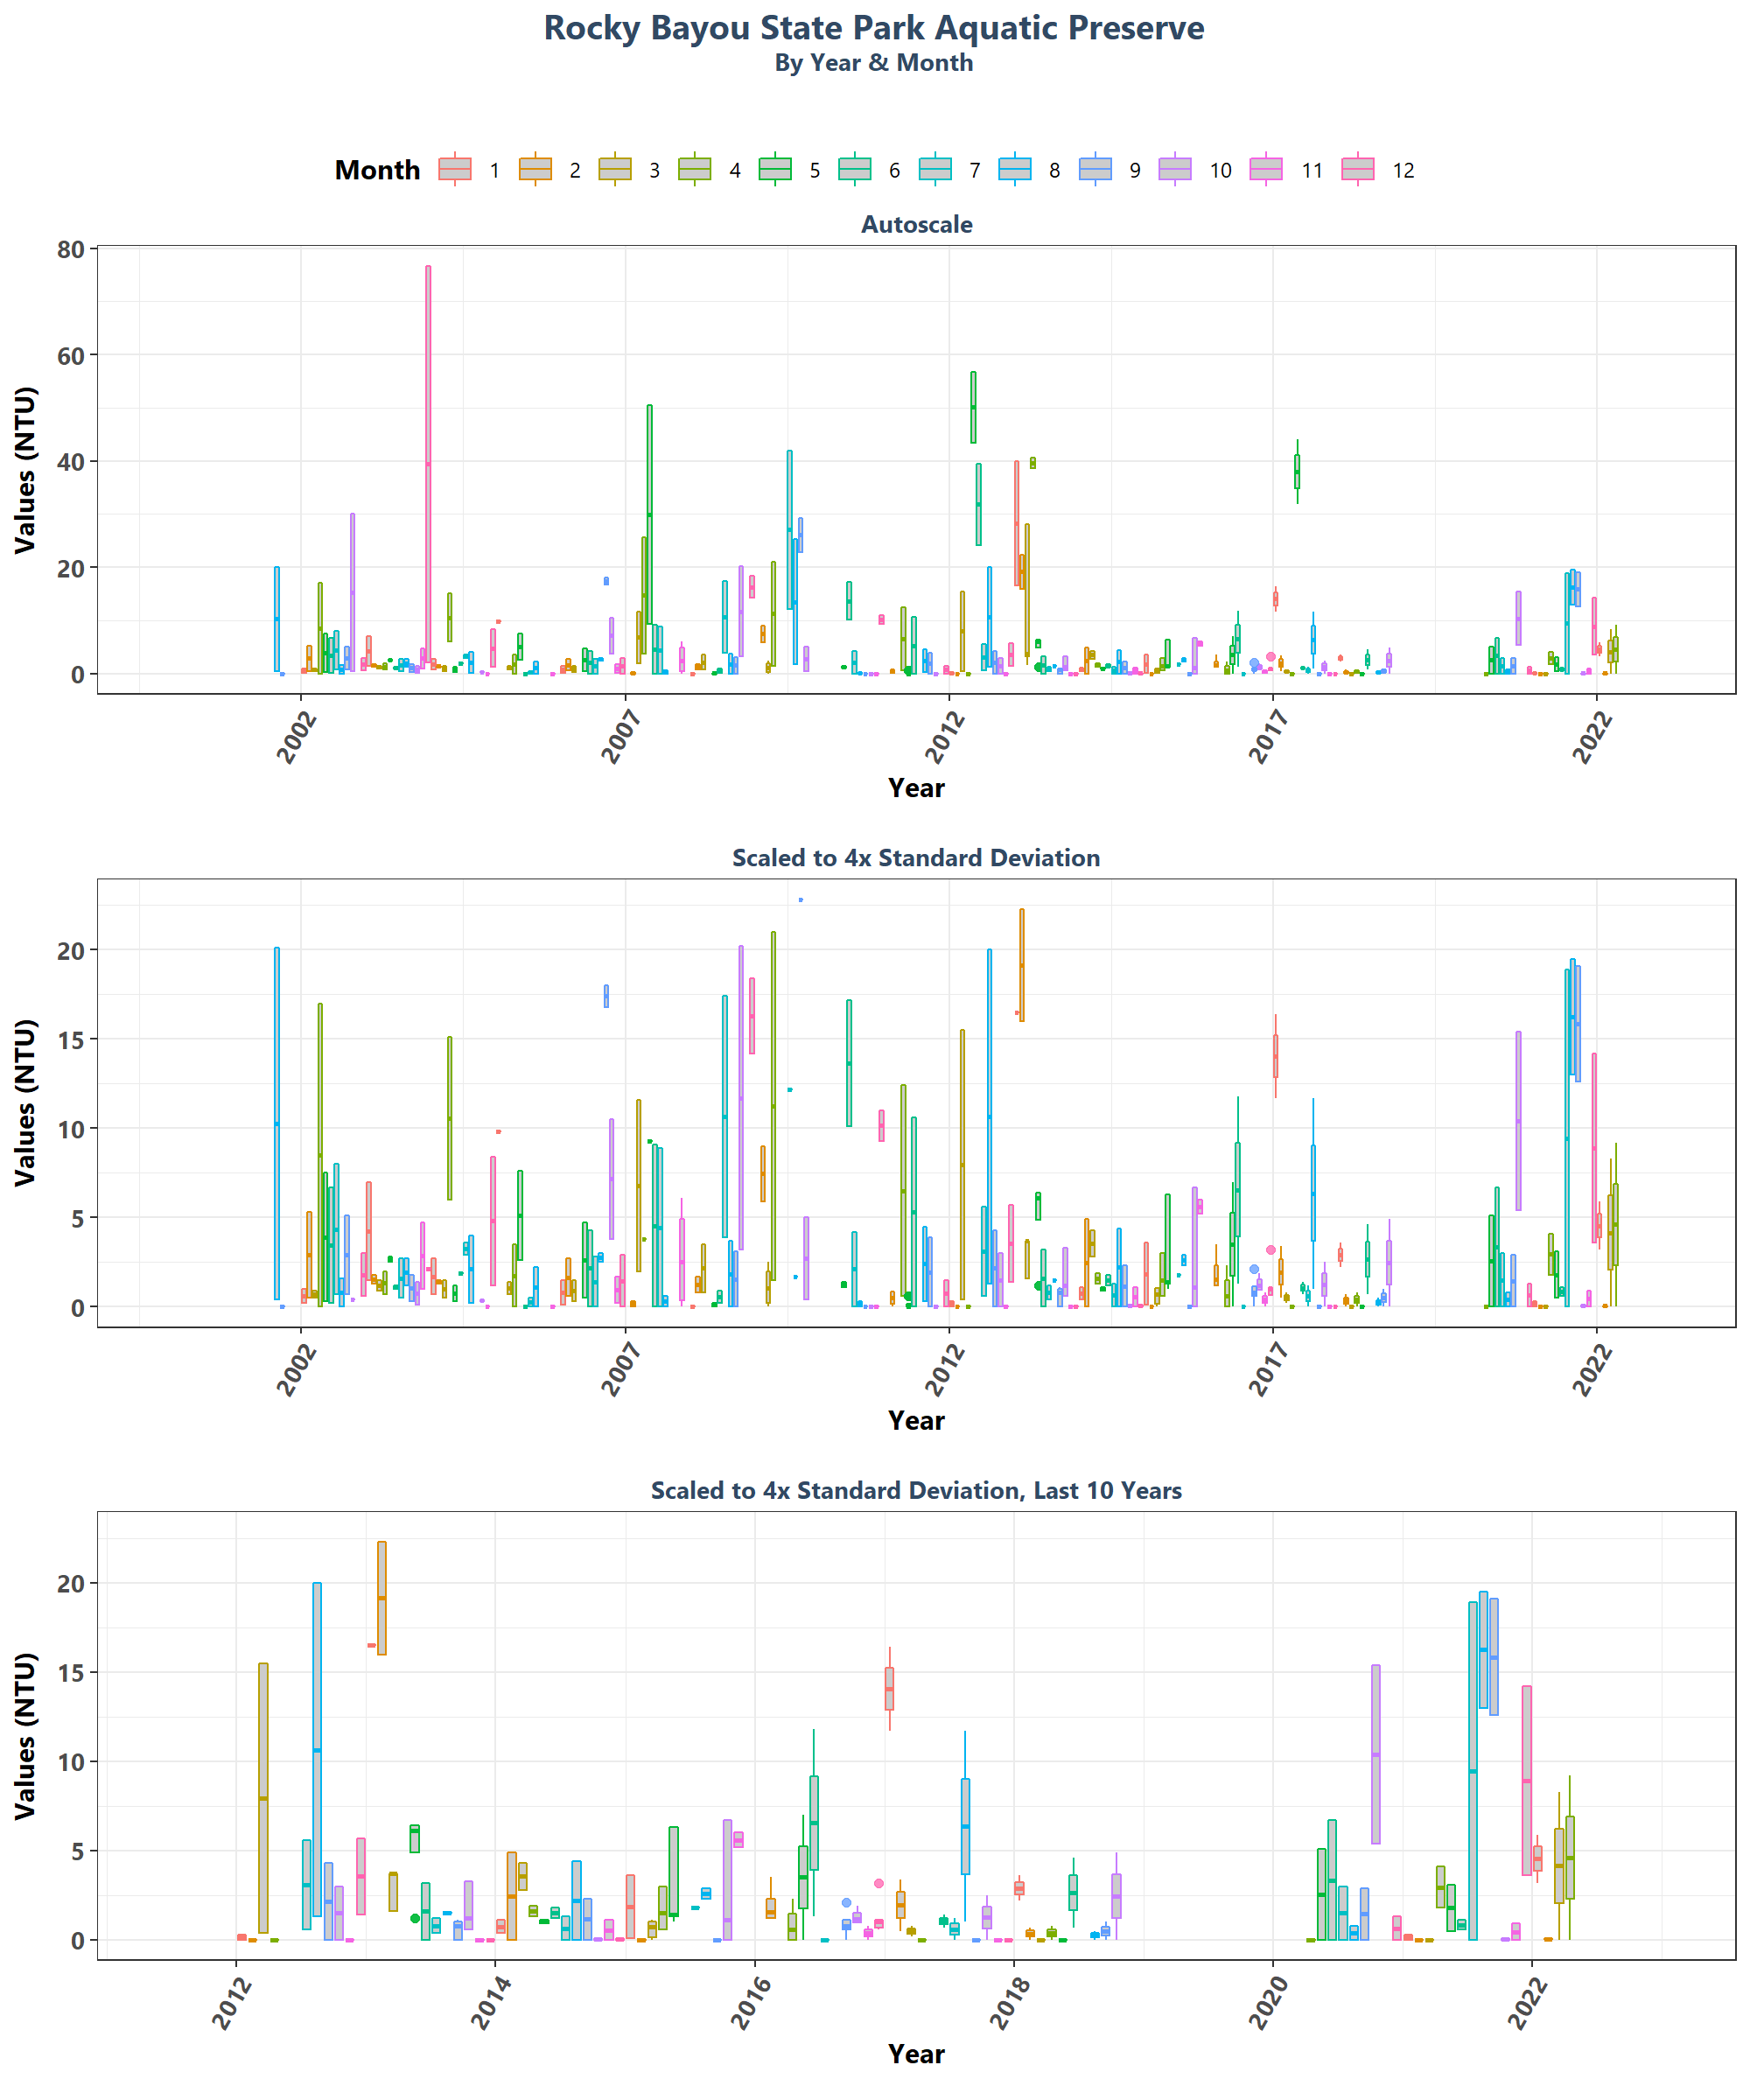 Rocky Bayou State Park Aquatic Preserve
By Year & Month
Month 1 2 3 4 5 6 7 8 9 10 11 12
Autoscale
Values (NTU)
80
60
40
20
0
2002 2007 2012 2017 2022
Year
Scaled to 4x Standard Deviation
Values (NTU)
20
15
10
5
0
2002 2007 2012 2017 2022
Year
Scaled to 4x Standard Deviation, Last 10 Years
Values (NTU)
20
15
10
5
0
2012 2014 2016 2018 2020 2022
Year